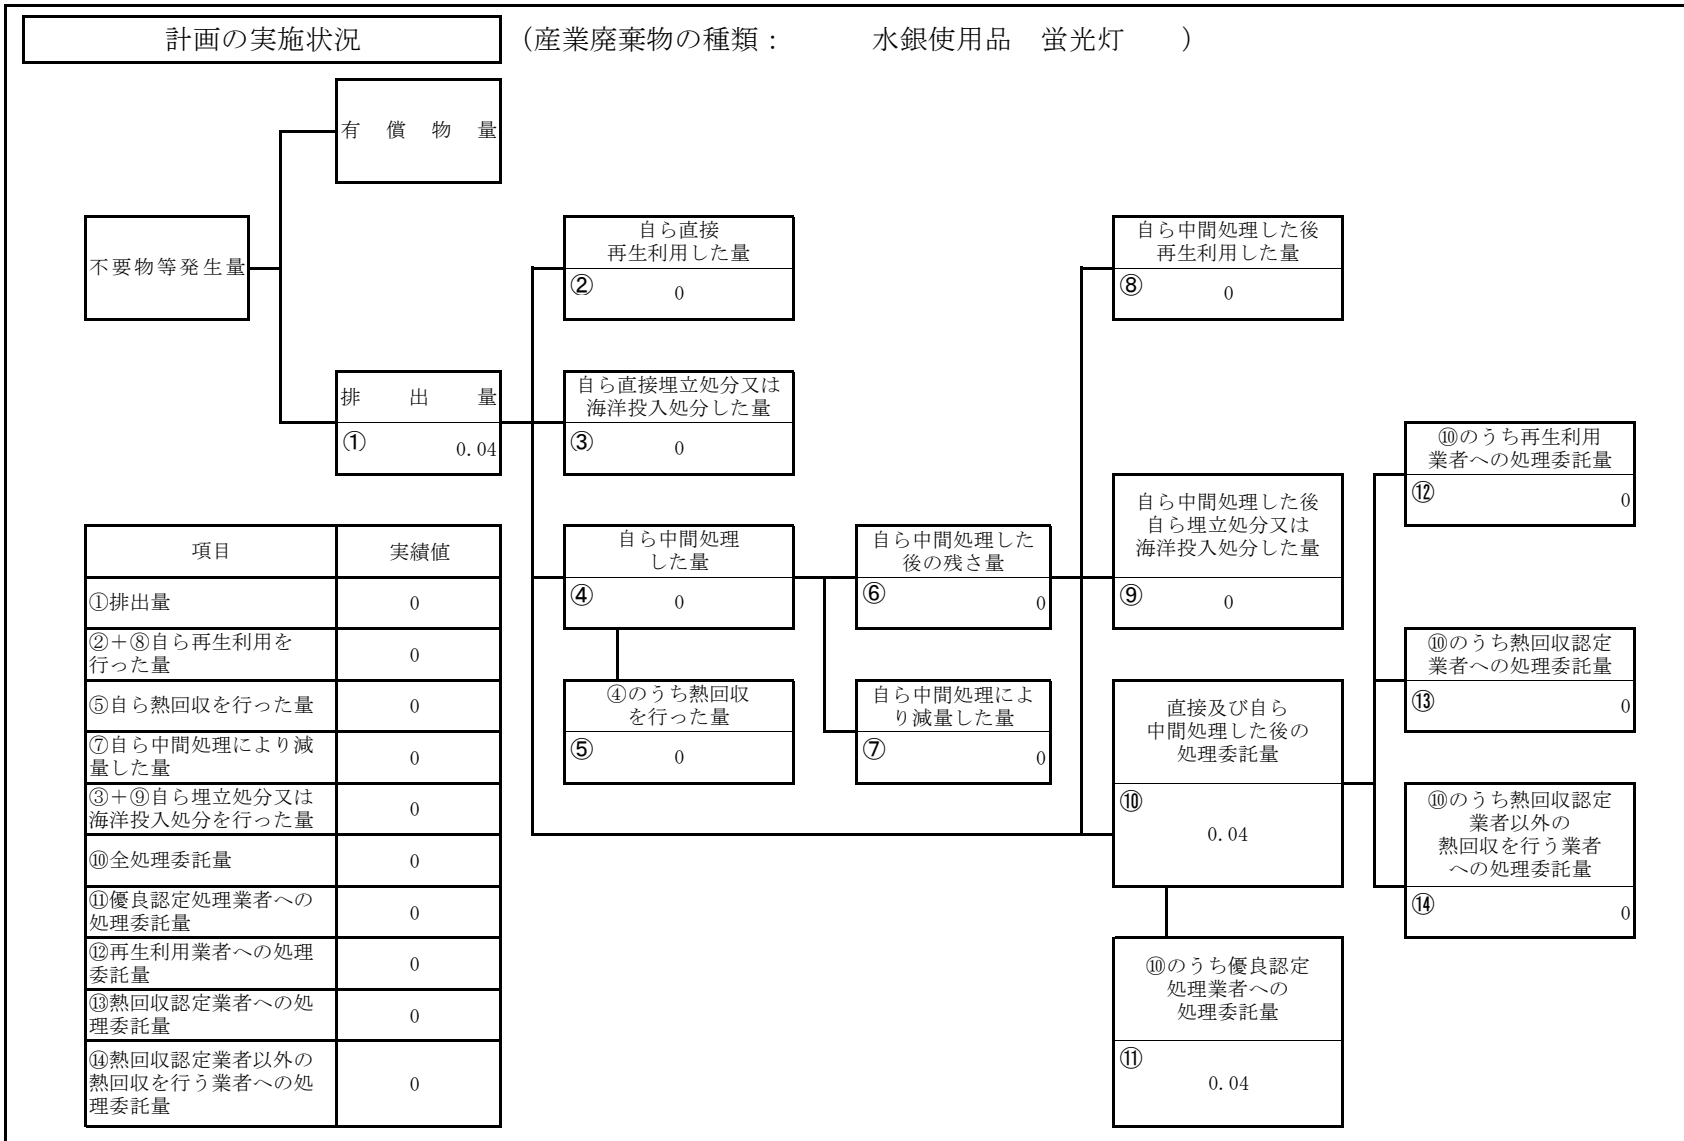 計画の実施状況
（産業廃棄物の種類： 水銀使用品 蛍光灯 ）
有償物量
不要物等発生量
排出量
①
0.04
自ら直接
再生利用した量
②
0
自ら直接埋立処分又は
海洋投入処分した量
③
0
自ら中間処理
した量
④
0
④のうち熱回収
を行った量
⑤
0
自ら中間処理した
後の残さ量
⑥
0
自ら中間処理によ
り減量した量
⑦
0
自ら中間処理した後
再生利用した量
⑧
0
自ら中間処理した後
自ら埋立処分又は
海洋投入処分した量
⑨
0
直接及び自ら
中間処理した後の
処理委託量
⑩
0.04
⑩のうち優良認定
処理業者への
処理委託量
⑪
0.04
⑩のうち再生利用
業者への処理委託量
⑫
0
⑩のうち熱回収認定
業者への処理委託量
⑬
0
⑩のうち熱回収認定
業者以外の
熱回収を行う業者
への処理委託量
⑭
0
項目 実績値
①排出量 0
②＋⑧自ら再生利用を
行った量
0
⑤自ら熱回収を行った量 0
⑦自ら中間処理により減
量した量
0
③＋⑨自ら埋立処分又は
海洋投入処分を行った量
0
⑩全処理委託量 0
⑪優良認定処理業者への
処理委託量
0
⑫再生利用業者への処理
委託量
0
⑬熱回収認定業者への処
理委託量
0
⑭熱回収認定業者以外の
熱回収を行う業者への処
理委託量
0